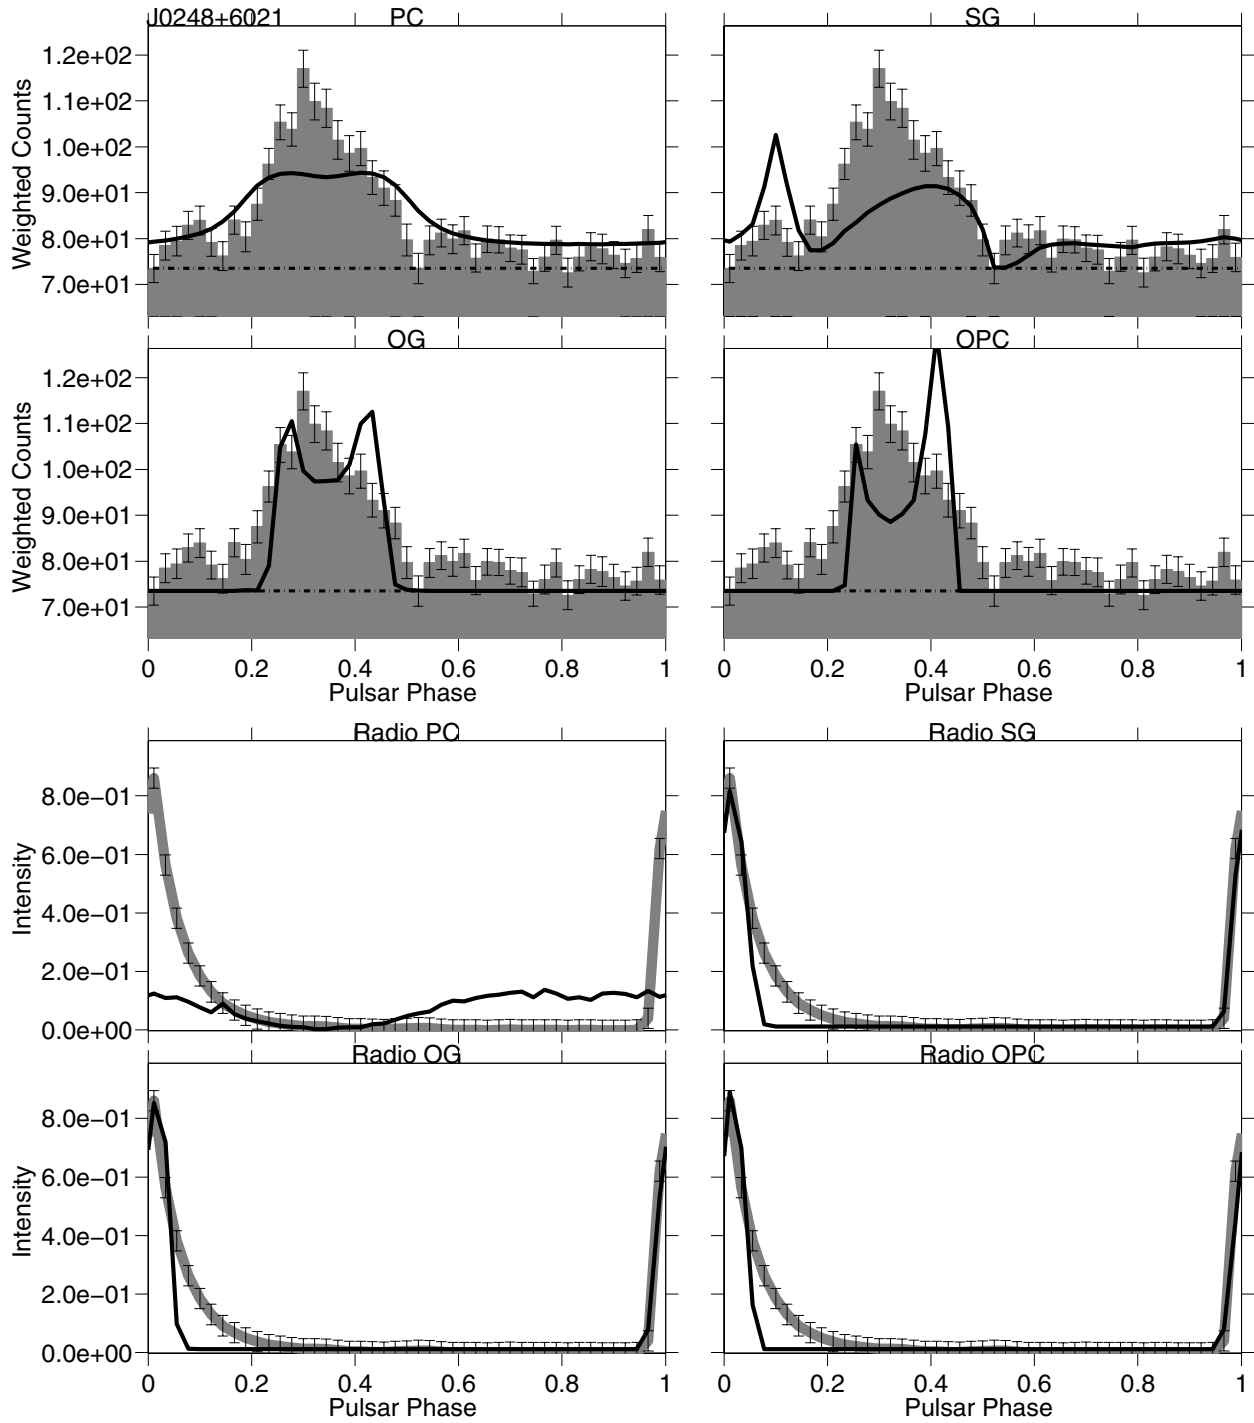 J0248+6021 PC SG
1.2e+02
1.1e+02
1.0e+02
9.0e+01
8.0e+01
7.0e+01
Weighted Counts
OG OPC
1.2e+02
1.1e+02
1.0e+02
9.0e+01
8.0e+01
7.0e+01
Weighted Counts
0 0.2 0.4 0.6 0.8 1 0 0.2 0.4 0.6 0.8 1
Pulsar Phase Pulsar Phase
Radio PC Radio SG
8.0e−01
6.0e−01
4.0e−01
2.0e−01
0.0e+00
Intensity
Radio OG Radio OPC
8.0e−01
6.0e−01
4.0e−01
2.0e−01
0.0e+00
Intensity
0 0.2 0.4 0.6 0.8 1 0 0.2 0.4 0.6 0.8 1
Pulsar Phase Pulsar Phase